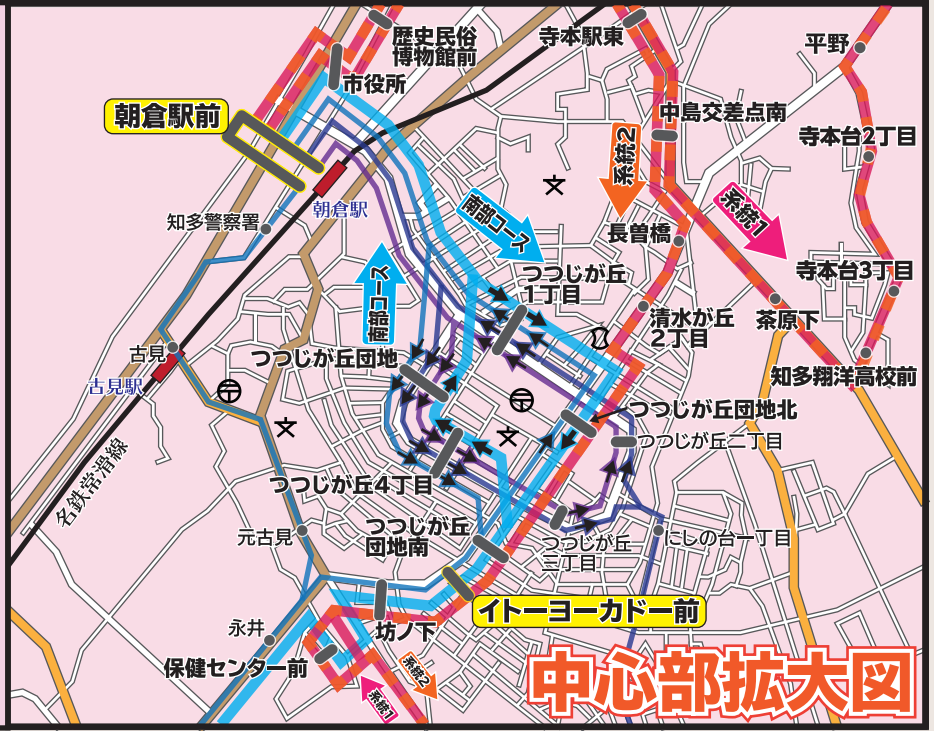 歴史民俗
博物館前
寺本駅東
平野
市役所
朝倉駅前
中島交差点南
寺本台2丁目
系統2
文
系統1
朝倉駅
知多警察署
南部コース
長曽橋
寺本台3丁目
つつじが丘
1丁目
南部コース
清水が丘
2丁目
茶原下
古見
つつじが丘団地
古見駅
知多翔洋高校前
つつじが丘団地北
文
文
つつじが丘二丁目
名鉄常滑線
つつじが丘4丁目
元古見
つつじが丘
団地南
つつじが丘
三丁目
にしの台一丁目
イトーヨーカドー前
永井
坊ノ下
保健センター前
系統2
系統1
中心部拡大図